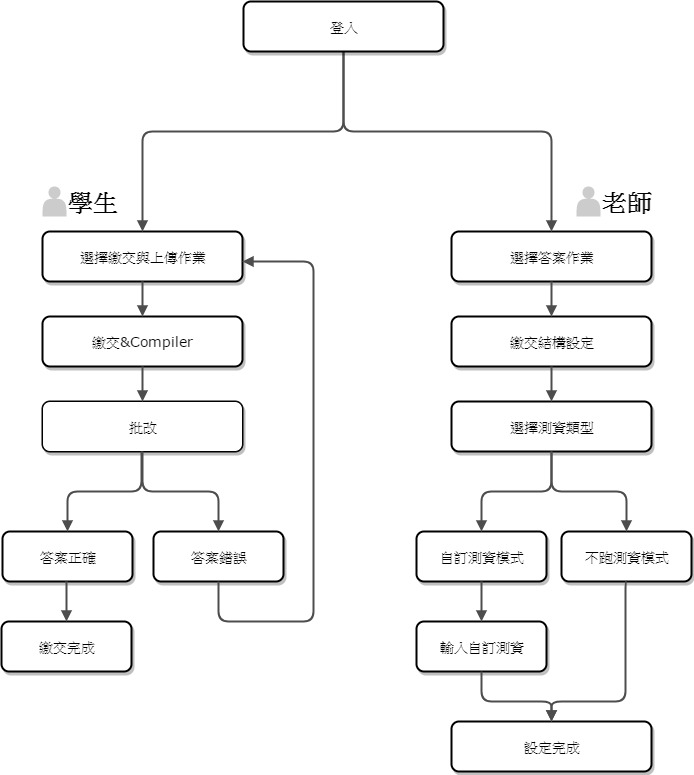 登入
學生
老師
選擇繳交與上傳作業
選擇答案作業
繳交&Compiler
繳交結構設定
批改
選擇測資類型
答案正確
答案錯誤
自訂測資模式
不跑測資模式
繳交完成
輸入自訂測資
設定完成